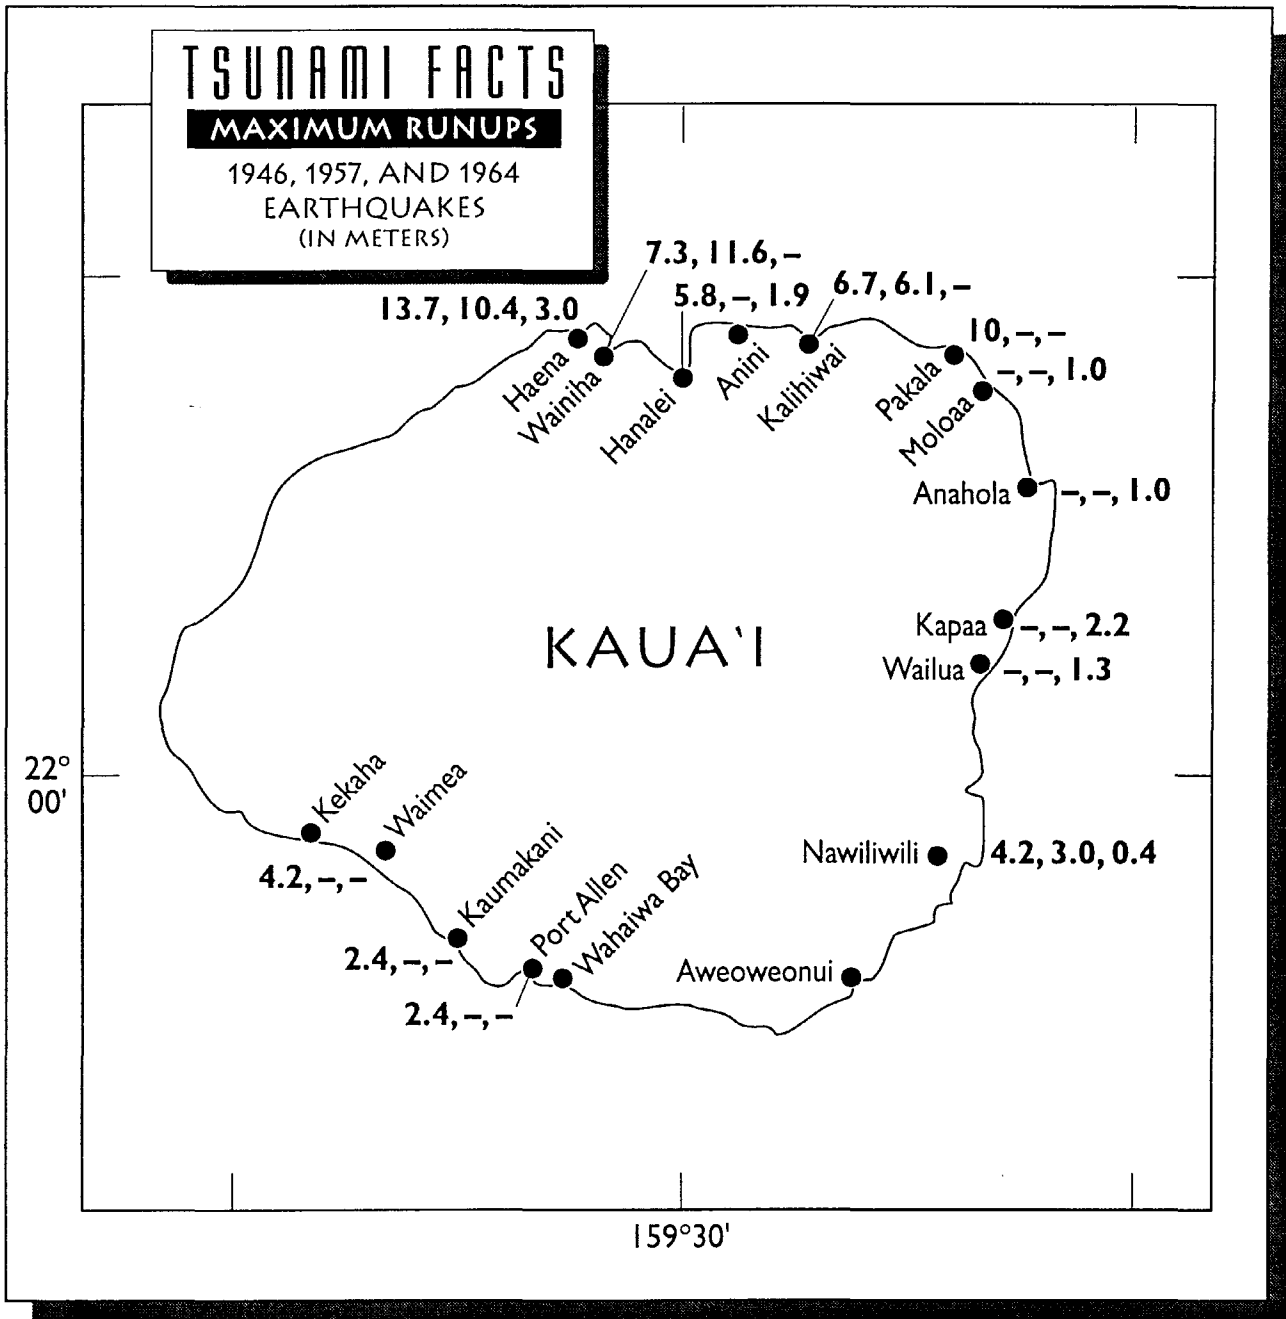 TSUNAMI FACTS
MAXIMUM RUNUPS
1946, 1957, AND 1964
EARTHQUAKES
(IN METERS)
7.3, 11.6, –
13.7, 10.4, 3.0
5.8, –, 1.9
6.7, 6.1, –
10, –, –
–, –, 1.0
Haena
Wainiha
Hanalei
Anini
Kalihiwai
Pakala
Moloaa
Anahola
–, –, 1.0
Kapaa
–, –, 2.2
KAUA'I
Wailua
–, –, 1.3
22°
00'
Kekaha
4.2, –, –
Waimea
Kaumakani
2.4, –, –
Port Allen
2.4, –, –
Wahaiwa Bay
Nawiliwili
4.2, 3.0, 0.4
Aweoweonui
159°30'